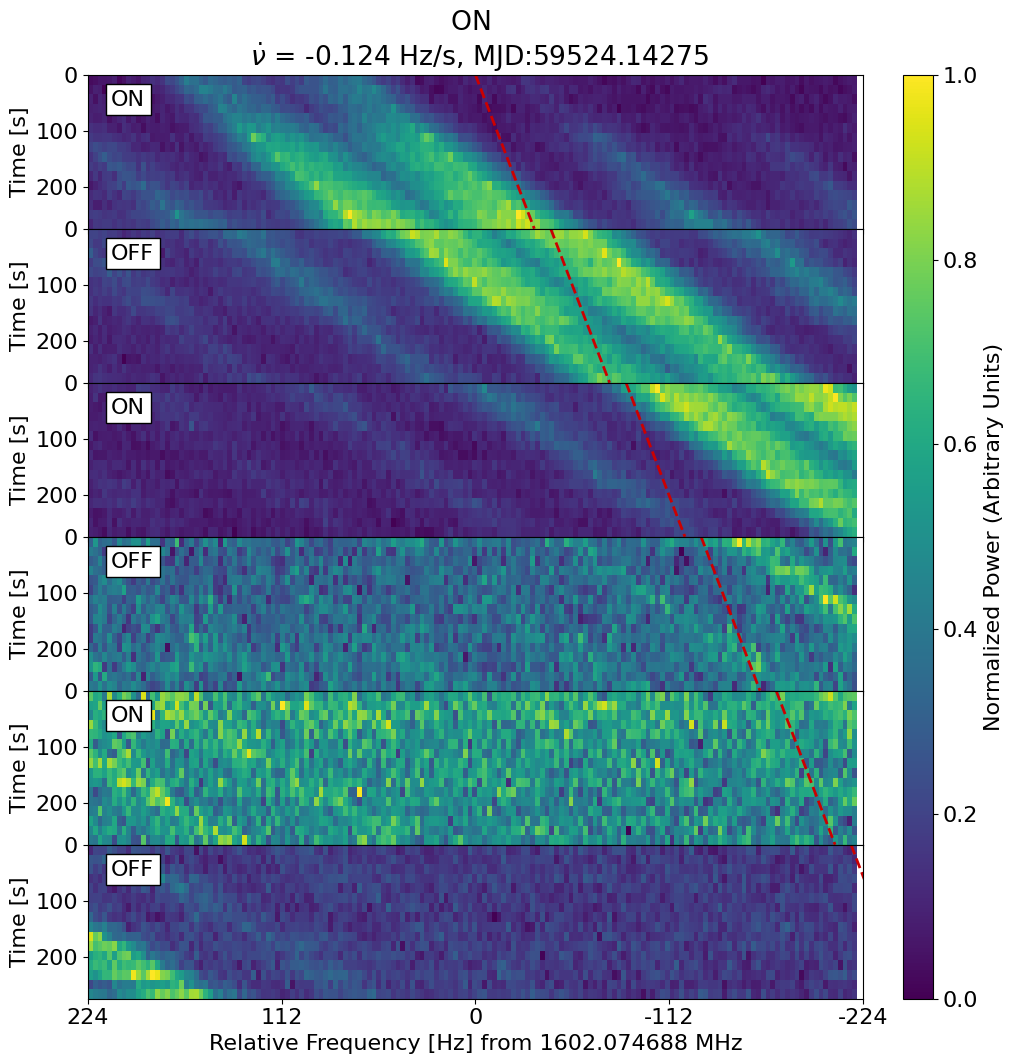 ON
ν̇ = -0.124 Hz/s, MJD:59524.14275
0
ON
100
200
Time [s]
0
OFF
100
200
Time [s]
0
ON
100
200
Time [s]
0
OFF
100
200
Time [s]
0
ON
100
200
Time [s]
0
OFF
100
200
Time [s]
224 112 0 -112 -224
Relative Frequency [Hz] from 1602.074688 MHz
1.0
0.8
0.6
0.4
0.2
0.0
Normalized Power (Arbitrary Units)